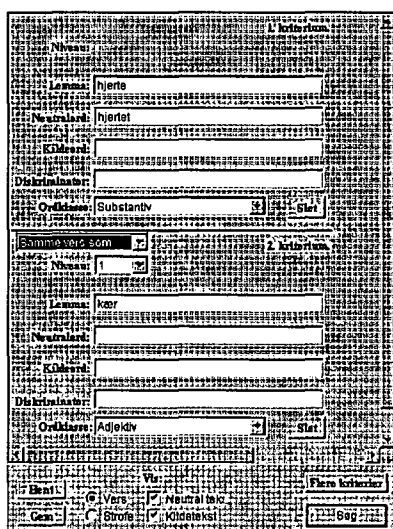 1. kriterium
Niveau:
Lemma: hjerte
Neutralord: hjertet
Kildeord:
Diskriminator:
Ordklasse: Substantiv Slet
Samme vers som 2. kriterium
Niveau: 1
Lemma: kær
Neutralord:
Kildeord:
Diskriminator:
Ordklasse: Adjektiv Slet
Vis: Flere kriterier
Hent Vers Neutral tekst
Gem Strofe Kildetekst Søg